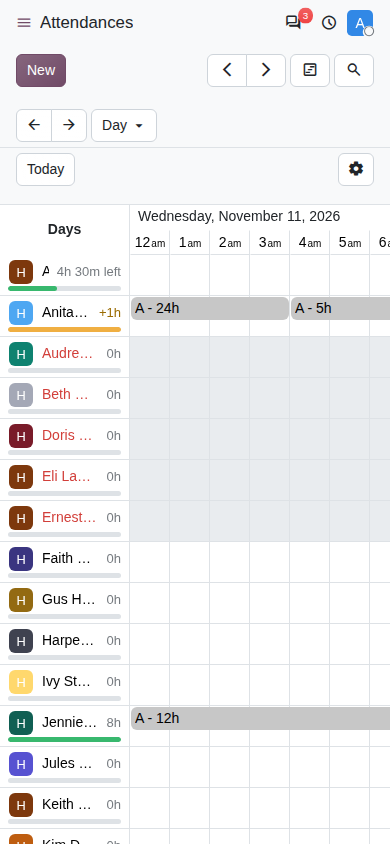 Attendances
3
A
New
Day
Today
Days
Wednesday, November 11, 2026
12am 1am 2am 3am 4am 5am
H A 4h 30m left
H Anita... +1h
A - 24h
A - 5h
H Audre... 0h
H Beth ... 0h
H Doris ... 0h
H Eli La... 0h
H Ernest... 0h
H Faith ... 0h
H Gus H... 0h
H Harpe... 0h
H Ivy St... 0h
H Jennie... 8h
A - 12h
H Jules ... 0h
H Keith ... 0h
H Kim D... 0h